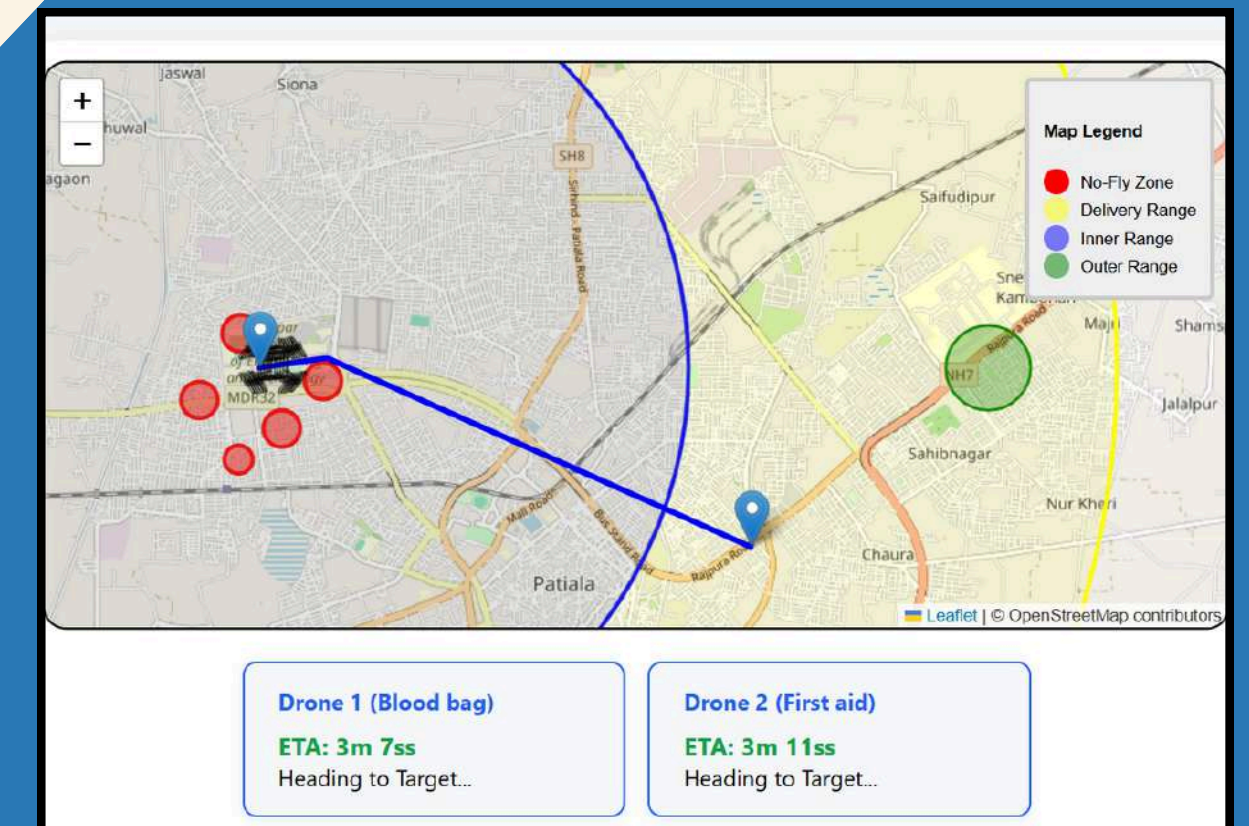 Jaswal
Siona
huwal
agaon
+
−
SH8
Sirhind - Patiala Road
Saifudipur
Map Legend
No-Fly Zone
Delivery Range
Inner Range
Outer Range
Sne
Maj
Shams
Rajpura Road
NH7
Jalalpur
MDR32
Sahibnagar
Nur Kheri
Mall Road
Bus Stand Road
Rajpura Roa
Chaura
Patiala
Leaflet | © OpenStreetMap contributors
Drone 1 (Blood bag)
ETA: 3m 7ss
Heading to Target...
Drone 2 (First aid)
ETA: 3m 11ss
Heading to Target...